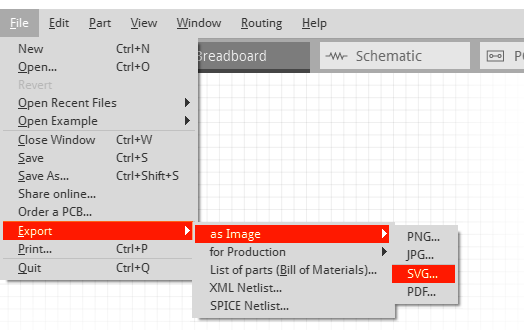 File Edit Part View Window Routing Help
New Ctrl+N
Breadboard Schematic
Open... Ctrl+O
Revert
Open Recent Files
Open Example
Close Window Ctrl+W
Save Ctrl+S
Save As... Ctrl+Shift+S
Share online...
Order a PCB...
Export
as Image
PNG...
Print... Ctrl+P
for Production
JPG...
Quit Ctrl+Q
List of parts (Bill of Materials)...
SVG...
XML Netlist...
PDF...
SPICE Netlist...